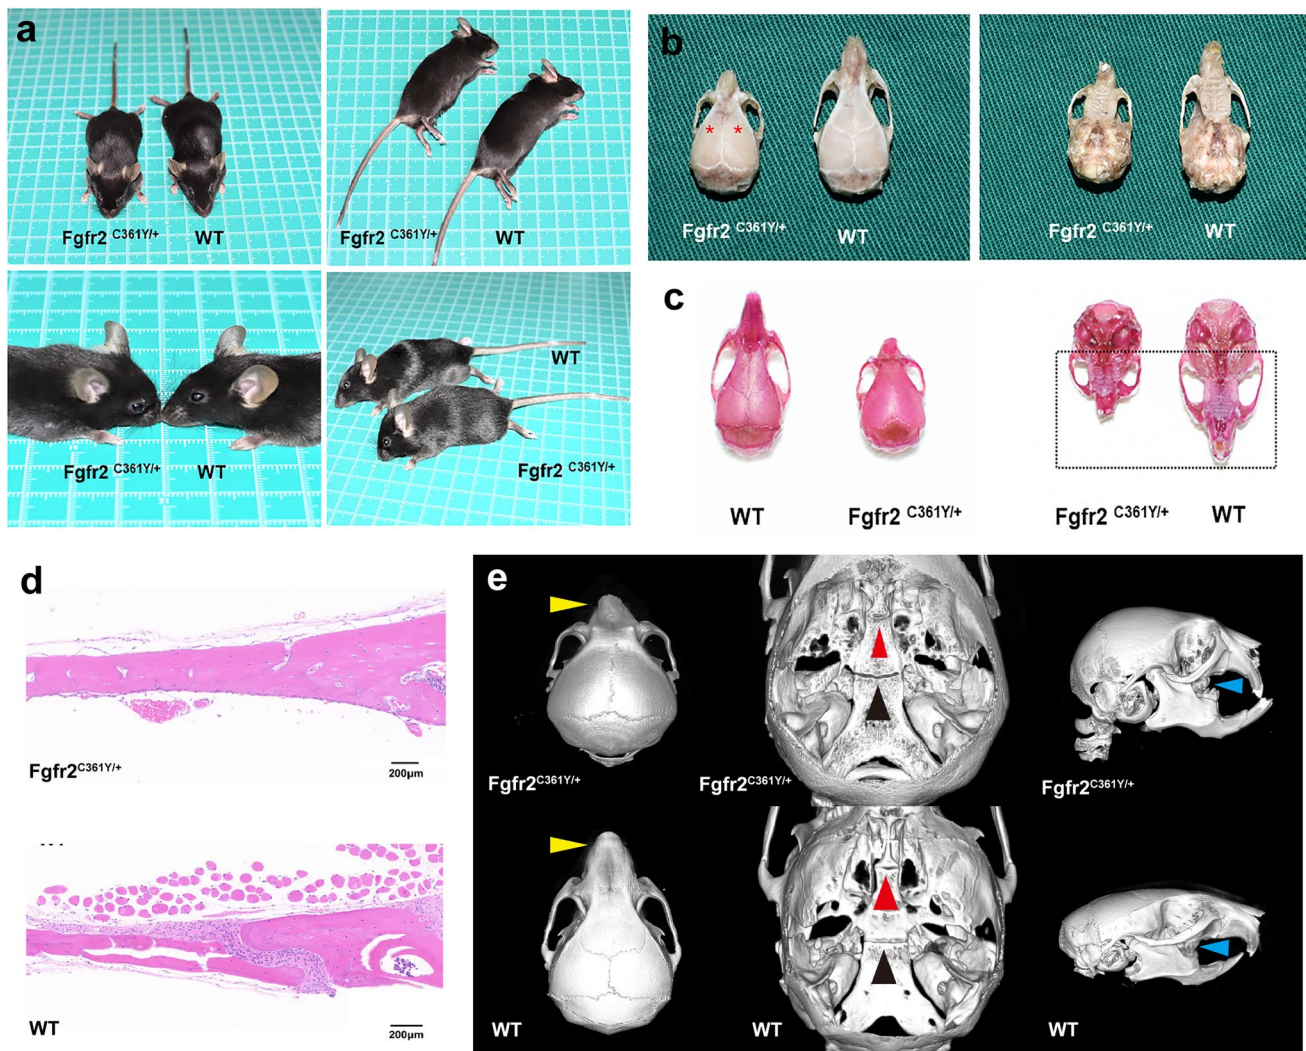 a
Fgfr2 C361Y/+ WT
Fgfr2 C361Y/+ WT
Fgfr2 C361Y/+ WT
WT
Fgfr2 C361Y/+
b
Fgfr2 C361Y/+ WT
* *
Fgfr2 C361Y/+ WT
c
WT Fgfr2 C361Y/+
Fgfr2 C361Y/+ WT
d
Fgfr2C361Y/+
200μm
WT
200μm
e
Fgfr2C361Y/+ Fgfr2C361Y/+ Fgfr2C361Y/+
WT WT WT